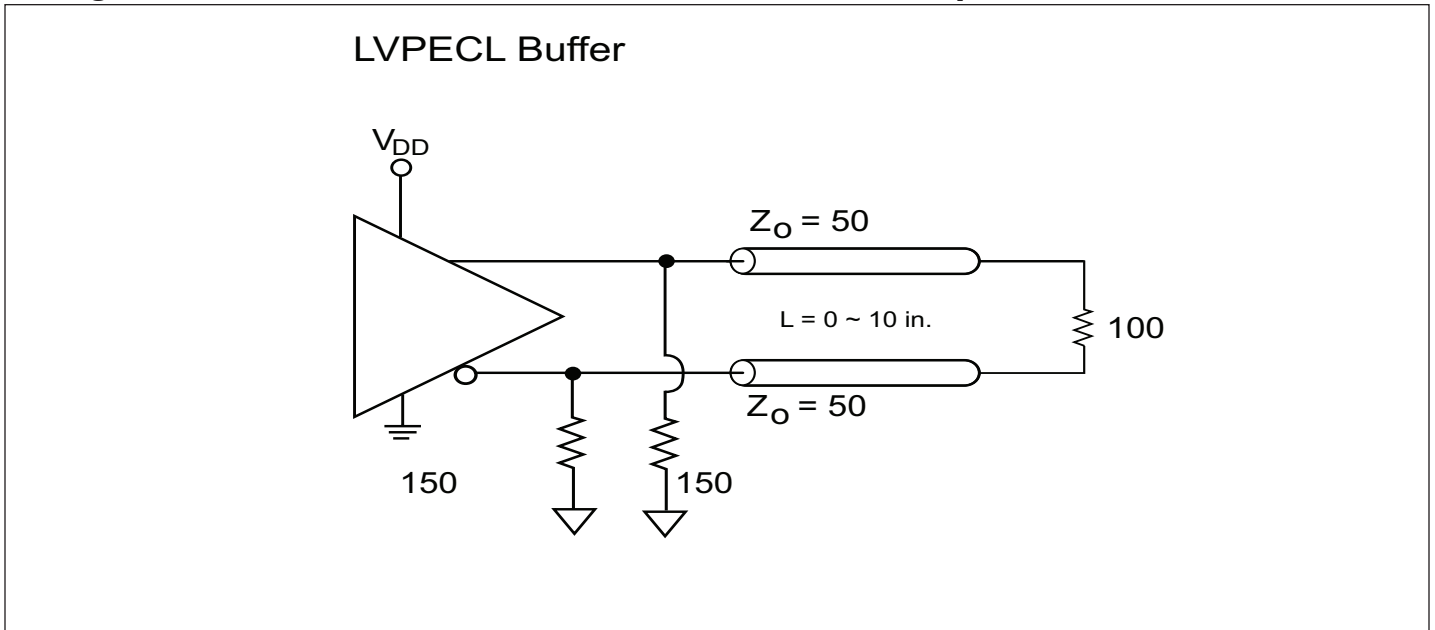 LVPECL Buffer
VDD
Zo = 50
L = 0 ~ 10 in.
100
Zo = 50
150
150